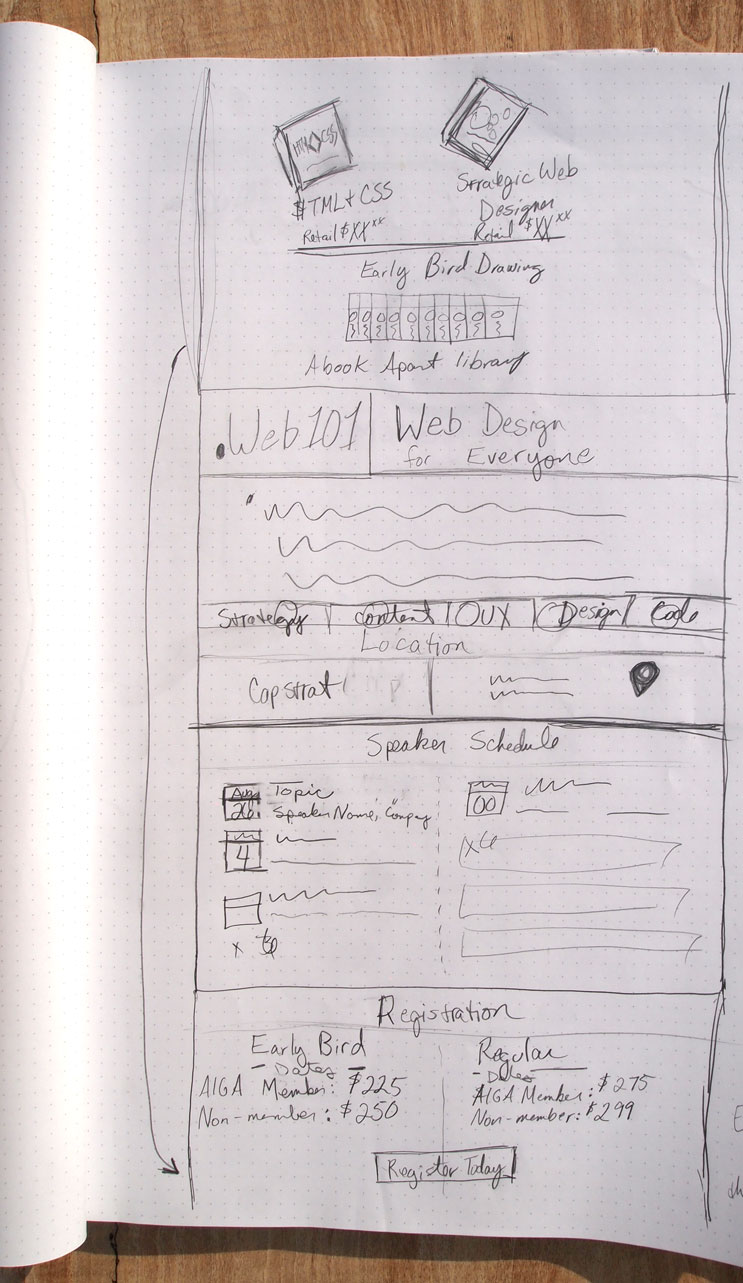 HTML CSS
HTML + CSS
Retail $XX.xx
Strategic Web
Designer
Retail $XX.xx
Early Bird Drawing
A book Apart library
.Web101
Web Design
for Everyone
Strategy | content | UX | Design | Code
Location
Capstrat
Speaker Schedule
Aug
26
Topic
Speaker Name, Company
4
00
x6
Registration
Early Bird
- Dates -
AIGA Member: $225
Non-member: $250
Regular
- Dates -
AIGA Member: $275
Non-member: $299
Register Today